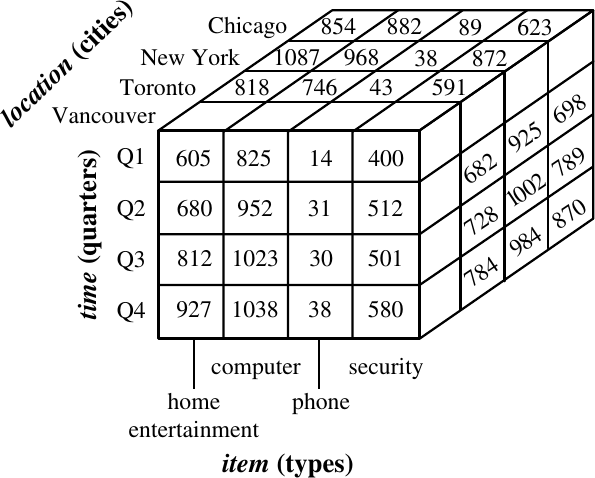 location (cities)
Chicago 854 882 89 623
New York 1087 968 38 872
Toronto 818 746 43 591
Vancouver
time (quarters)
Q1 605 825 14 400
Q2 680 952 31 512
Q3 812 1023 30 501
Q4 927 1038 38 580
682 925 698
728 1002 789
784 984 870
computer security
home phone
entertainment
item (types)